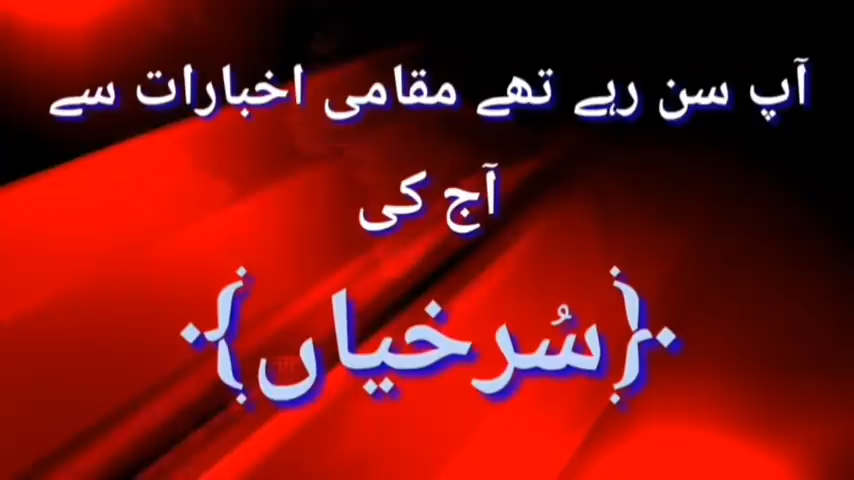 آپ سن رہے تھے مقامی اخبارات سے
آج کی
﴿سُرخیاں﴾